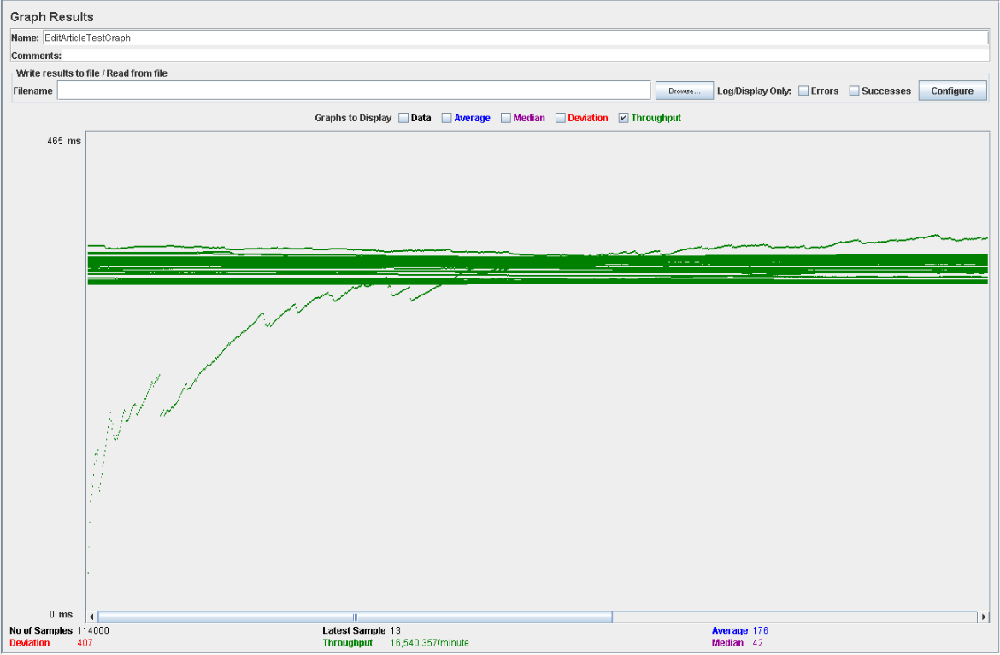 Graph Results
Name: EditArticleTestGraph
Comments:
Write results to file / Read from file
Filename Browse... Log/Display Only: Errors Successes Configure
Graphs to Display Data Average Median Deviation Throughput
465 ms
0 ms
No of Samples 114000 Latest Sample 13 Average 176
Deviation 407 Throughput 16,540.357/minute Median 42